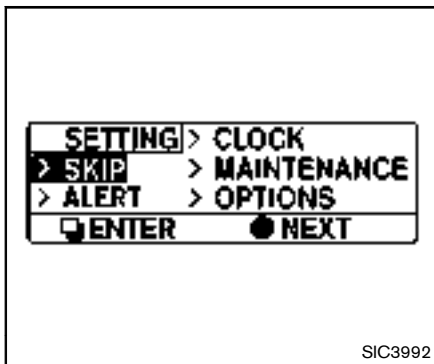 SETTING > CLOCK
> SKIP > MAINTENANCE
> ALERT > OPTIONS
ENTER NEXT
SIC3992